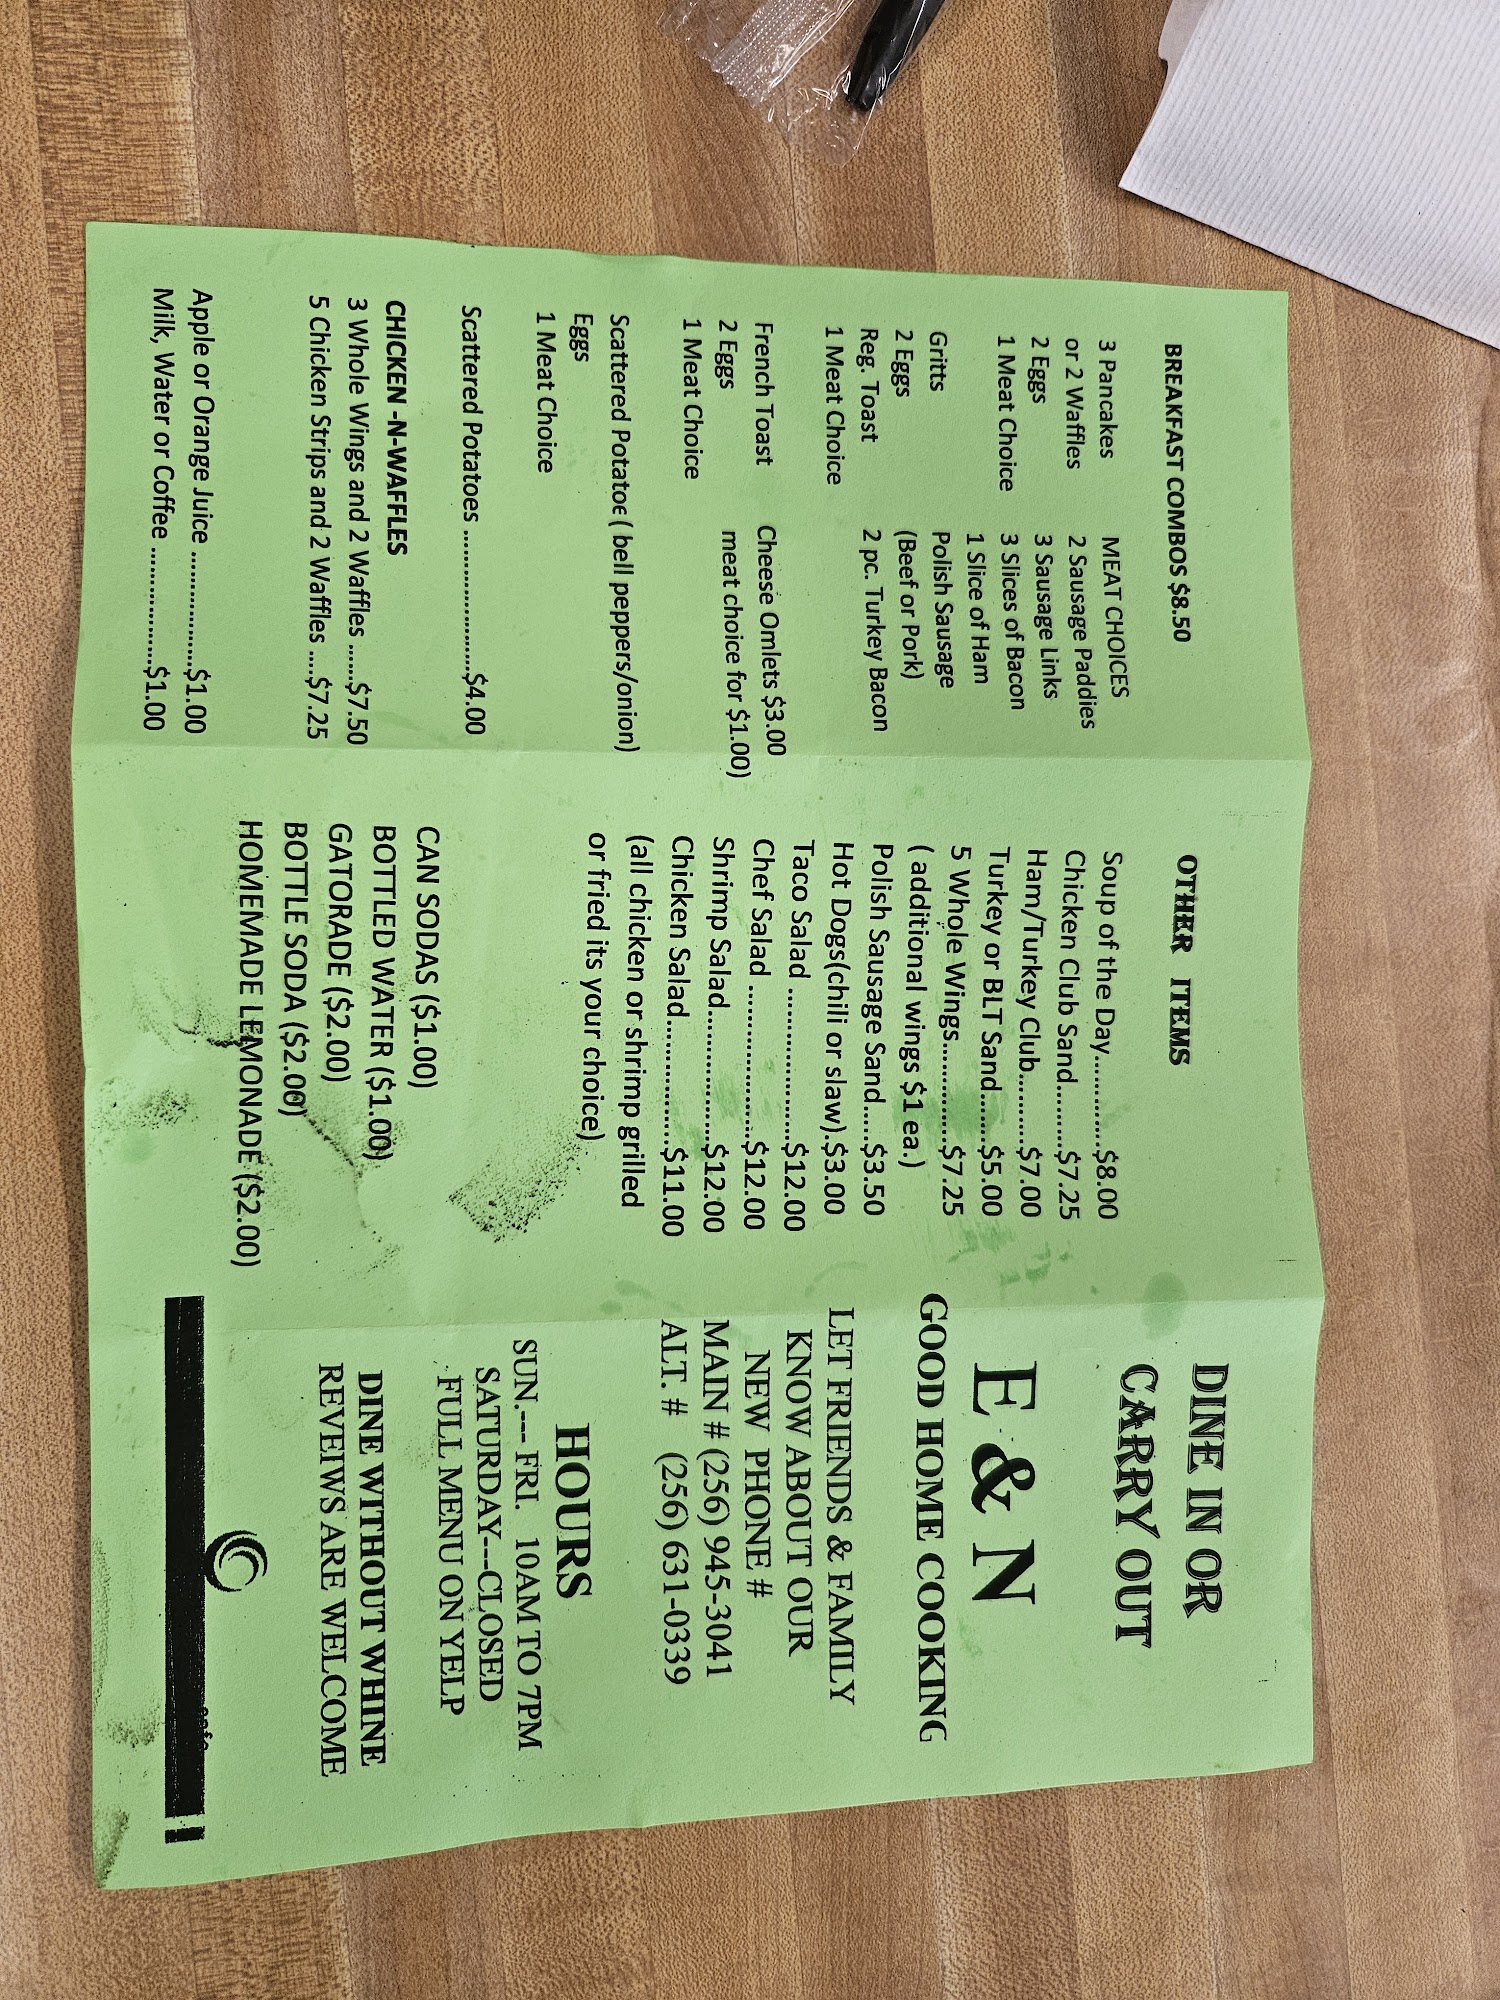 BREAKFAST COMBOS $8.50
3 Pancakes
or 2 Waffles
2 Eggs
1 Meat Choice
Gritts
2 Eggs
Reg. Toast
1 Meat Choice
MEAT CHOICES
2 Sausage Paddies
3 Sausage Links
3 Slices of Bacon
1 Slice of Ham
Polish Sausage
(Beef or Pork)
2 pc. Turkey Bacon
French Toast
2 Eggs
1 Meat Choice
Cheese Omlets $3.00
meat choice for $1.00)
Scattered Potatoe ( bell peppers/onion)
Eggs
1 Meat Choice
Scattered Potatoes .....................$4.00
CHICKEN -N-WAFFLES
3 Whole Wings and 2 Waffles ......$7.50
5 Chicken Strips and 2 Waffles ....$7.25
Apple or Orange Juice ..................$1.00
Milk, Water or Coffee ..................$1.00
OTHER ITEMS
Soup of the Day............$8.00
Chicken Club Sand.........$7.25
Ham/Turkey Club...........$7.00
Turkey or BLT Sand........$5.00
5 Whole Wings..............$7.25
( additional wings $1 ea.)
Polish Sausage Sand.....$3.50
Hot Dogs(chili or slaw).$3.00
Taco Salad ...................$12.00
Chef Salad ...................$12.00
Shrimp Salad.................$12.00
Chicken Salad................$11.00
(all chicken or shrimp grilled
or fried its your choice)
CAN SODAS ($1.00)
BOTTLED WATER ($1.00)
GATORADE ($2.00)
BOTTLE SODA ($2.00)
HOMEMADE LEMONADE ($2.00)
DINE IN OR
CARRY OUT
E & N
GOOD HOME COOKING
LET FRIENDS & FAMILY
KNOW ABOUT OUR
NEW PHONE #
MAIN # (256) 945-3041
ALT. # (256) 631-0339
HOURS
SUN.--- FRI. 10AM TO 7PM
SATURDAY---CLOSED
FULL MENU ON YELP
DINE WITHOUT WHINE
REVEIWS ARE WELCOME